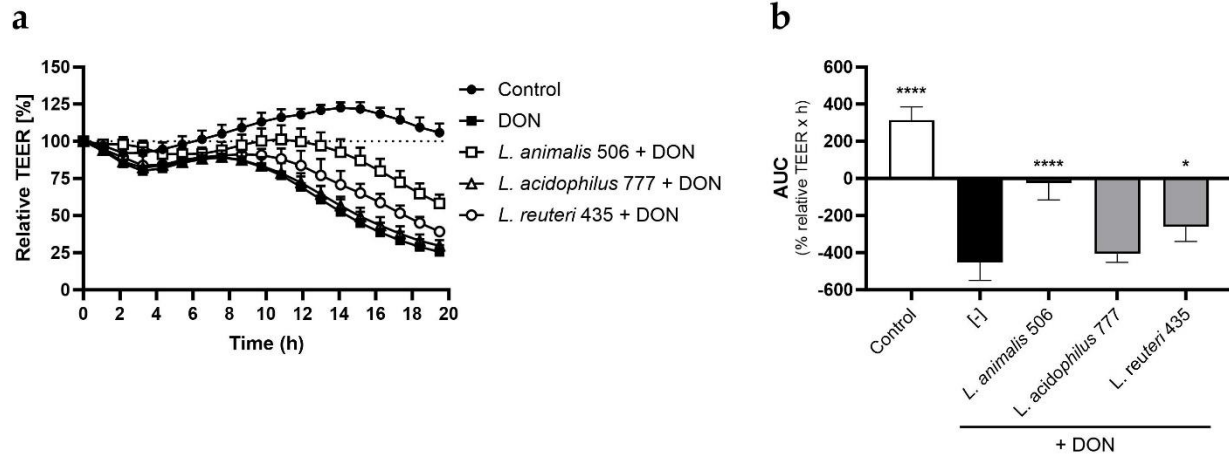 a
Relative TEER [%]
150
125
100
75
50
25
0
0 2 4 6 8 10 12 14 16 18 20
Time (h)
Control
DON
L. animalis 506 + DON
L. acidophilus 777 + DON
L. reuteri 435 + DON
b
AUC
(% relative TEER x h)
600
400
200
0
-200
-400
-600
****
****
*
Control
[-]
L. animalis 506
L. acidophilus 777
L. reuteri 435
+ DON